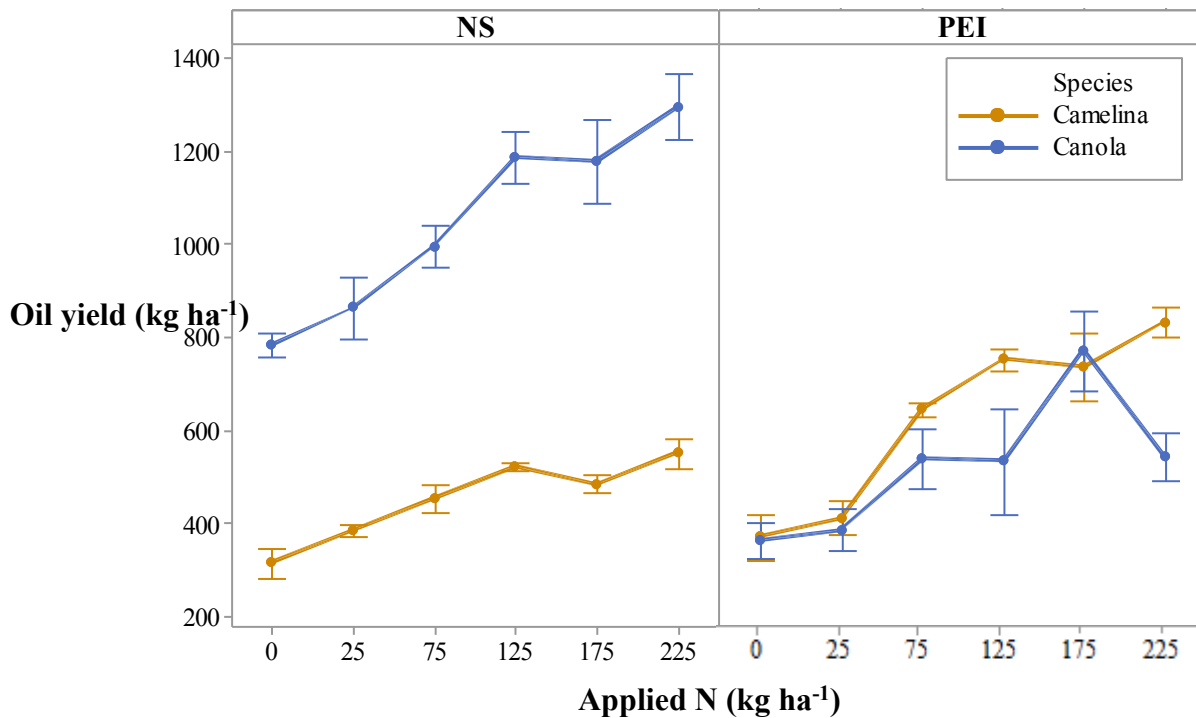 NS PEI
1400
1200
1000
800
600
400
200
Oil yield (kg ha⁻¹)
Species
Camelina
Canola
0 25 75 125 175 225
0 25 75 125 175 225
Applied N (kg ha⁻¹)